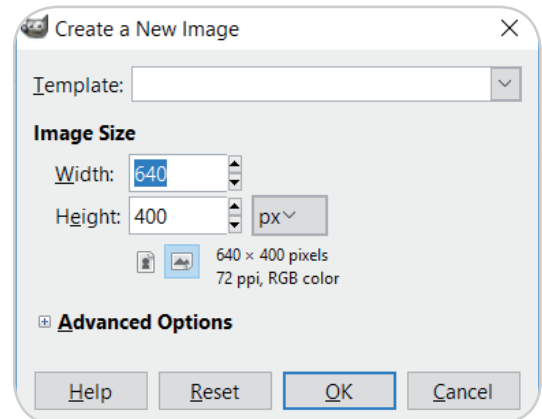 Create a New Image
Template:
Image Size
Width: 640
Height: 400 px
640 × 400 pixels
72 ppi, RGB color
Advanced Options
Help Reset OK Cancel